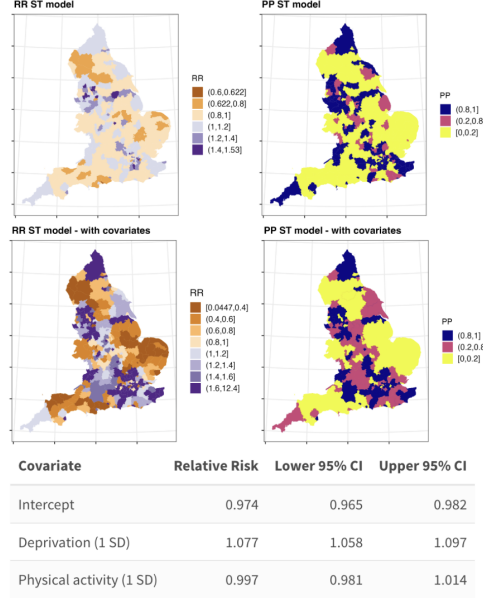 RR ST model
PP ST model
RR
(0.6,0.622]
(0.622,0.8]
(0.8,1]
(1,1.2]
(1.2,1.4]
(1.4,1.53]
PP
(0.8,1]
(0.2,0.8
[0,0.2]
RR ST model - with covariates
PP ST model - with covariates
RR
[0.0447,0.4]
(0.4,0.6]
(0.6,0.8]
(0.8,1]
(1,1.2]
(1.2,1.4]
(1.4,1.6]
(1.6,12.4]
PP
(0.8,1]
(0.2,0.8
[0,0.2]
Covariate Relative Risk Lower 95% CI Upper 95% CI
Intercept 0.974 0.965 0.982
Deprivation (1 SD) 1.077 1.058 1.097
Physical activity (1 SD) 0.997 0.981 1.014